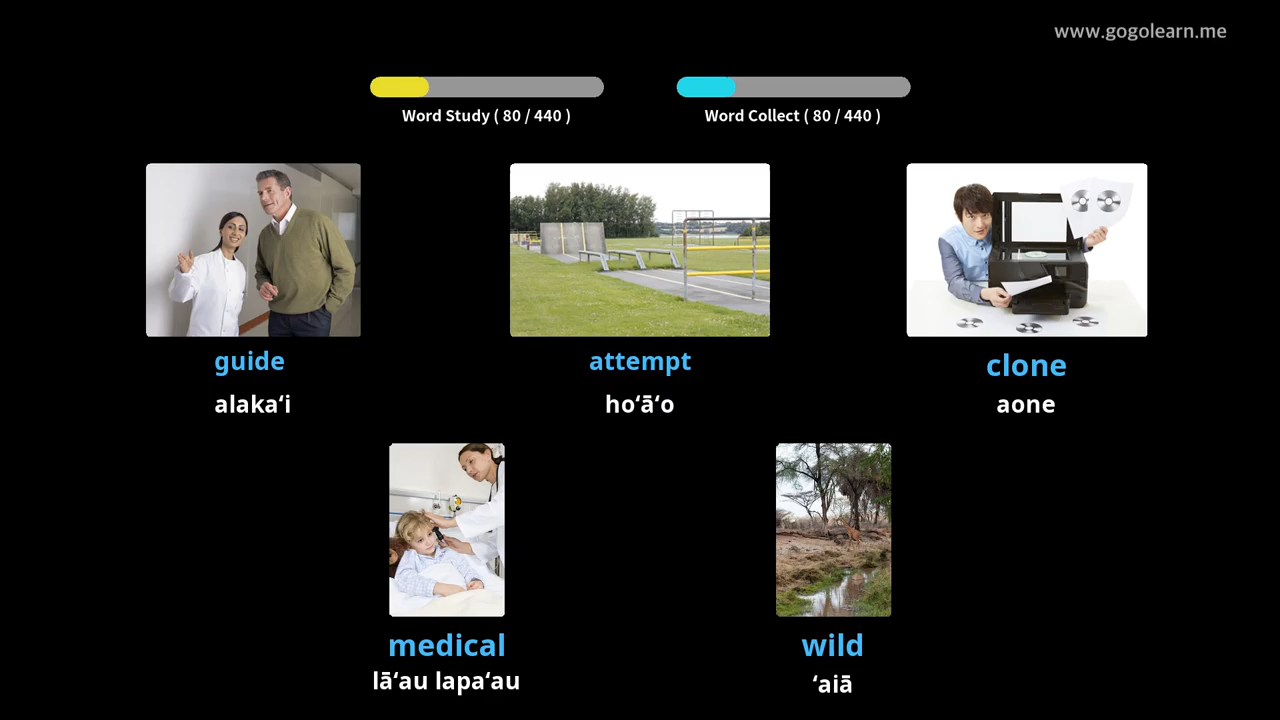 www.gogolearn.me
Word Study ( 80 / 440 )
Word Collect ( 80 / 440 )
guide
attempt
clone
alakaʻi
hoʻāʻo
aone
medical
wild
lāʻau lapaʻau
ʻaiā